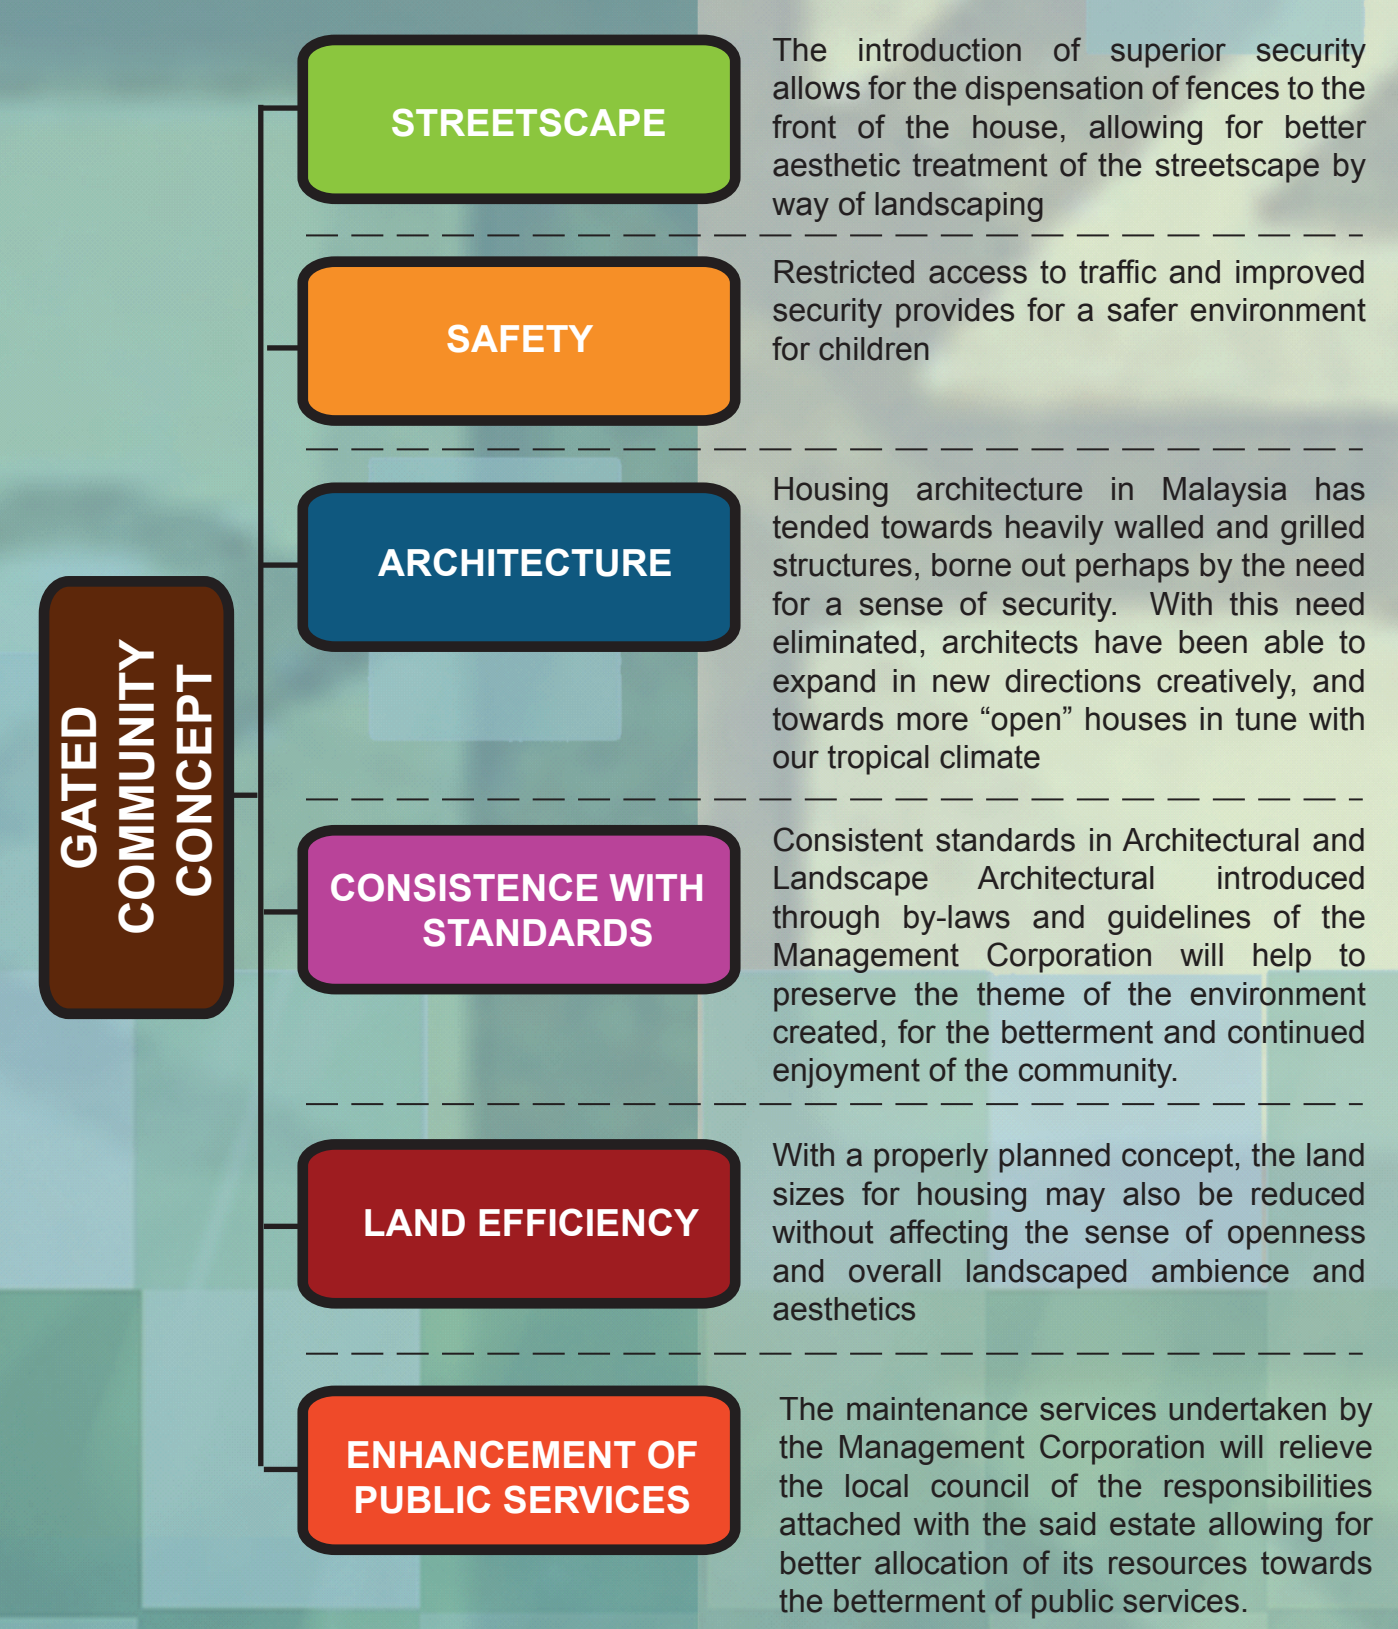 GATED
COMMUNITY
CONCEPT
STREETSCAPE
The introduction of superior security
allows for the dispensation of fences to the
front of the house, allowing for better
aesthetic treatment of the streetscape by
way of landscaping
SAFETY
Restricted access to traffic and improved
security provides for a safer environment
for children
ARCHITECTURE
Housing architecture in Malaysia has
tended towards heavily walled and grilled
structures, borne out perhaps by the need
for a sense of security. With this need
eliminated, architects have been able to
expand in new directions creatively, and
towards more “open” houses in tune with
our tropical climate
CONSISTENCE WITH
STANDARDS
Consistent standards in Architectural and
Landscape Architectural introduced
through by-laws and guidelines of the
Management Corporation will help to
preserve the theme of the environment
created, for the betterment and continued
enjoyment of the community.
LAND EFFICIENCY
With a properly planned concept, the land
sizes for housing may also be reduced
without affecting the sense of openness
and overall landscaped ambience and
aesthetics
ENHANCEMENT OF
PUBLIC SERVICES
The maintenance services undertaken by
the Management Corporation will relieve
the local council of the responsibilities
attached with the said estate allowing for
better allocation of its resources towards
the betterment of public services.